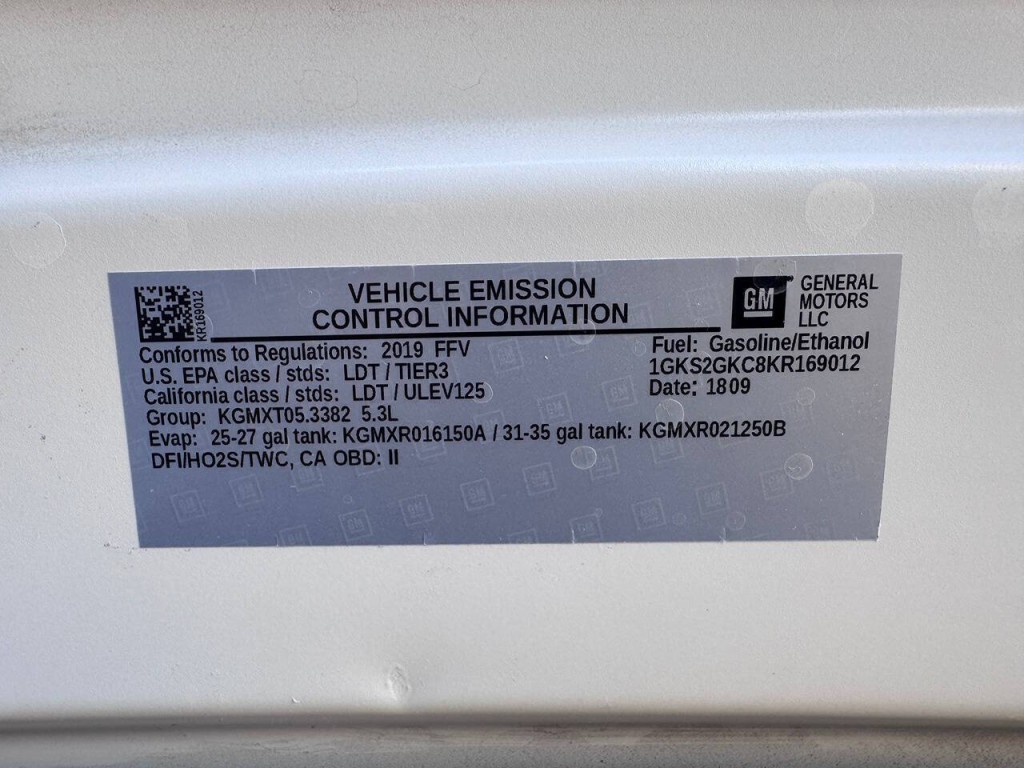 VEHICLE EMISSION
CONTROL INFORMATION
KR169012
GM
GENERAL
MOTORS
LLC
Conforms to Regulations: 2019 FFV
U.S. EPA class / stds: LDT / TIER3
California class / stds: LDT / ULEV125
Group: KGMXT05.3382 5.3L
Evap: 25-27 gal tank: KGMXR016150A / 31-35 gal tank: KGMXR021250B
DFI/HO2S/TWC, CA OBD: II
Fuel: Gasoline/Ethanol
1GKS2GKC8KR169012
Date: 1809